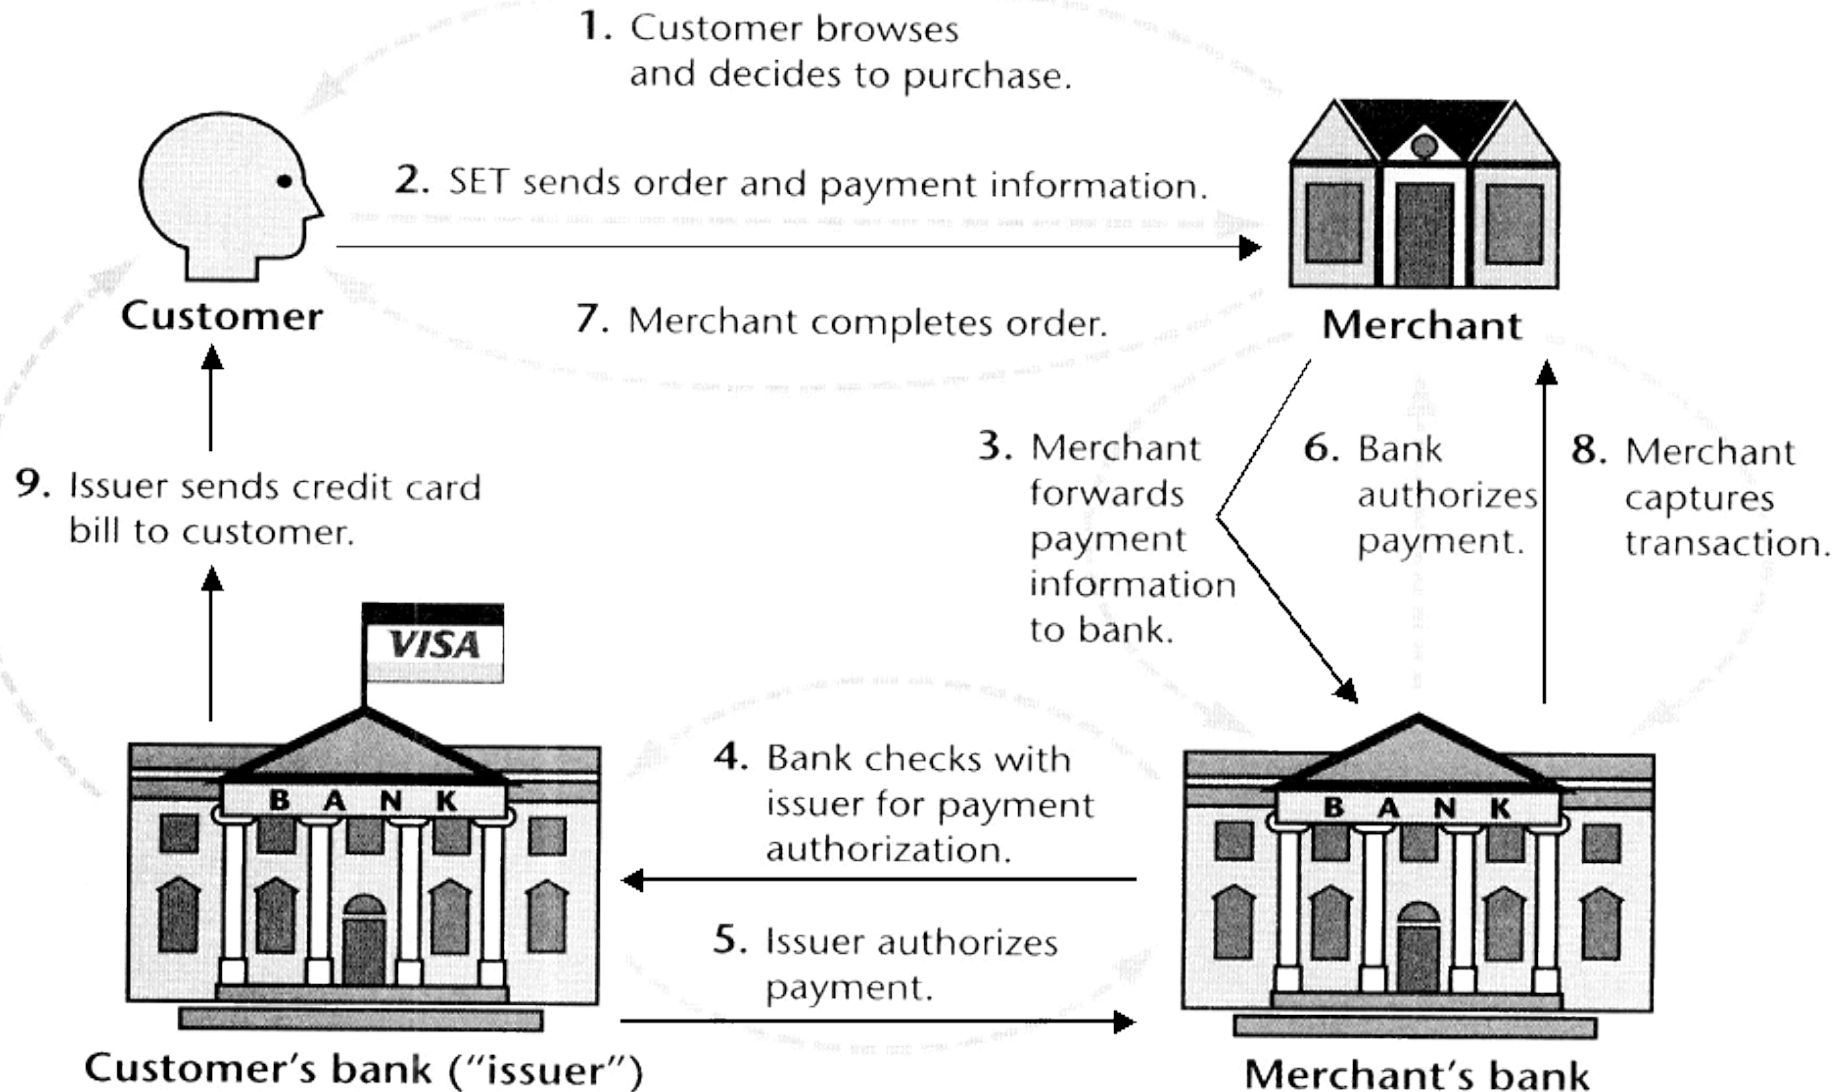 1. Customer browses
and decides to purchase.
2. SET sends order and payment information.
Customer
7. Merchant completes order.
Merchant
3. Merchant
forwards
payment
information
to bank.
6. Bank
authorizes
payment.
8. Merchant
captures
transaction.
9. Issuer sends credit card
bill to customer.
VISA
BANK
4. Bank checks with
issuer for payment
authorization.
BANK
5. Issuer authorizes
payment.
Customer's bank ("issuer")
Merchant's bank